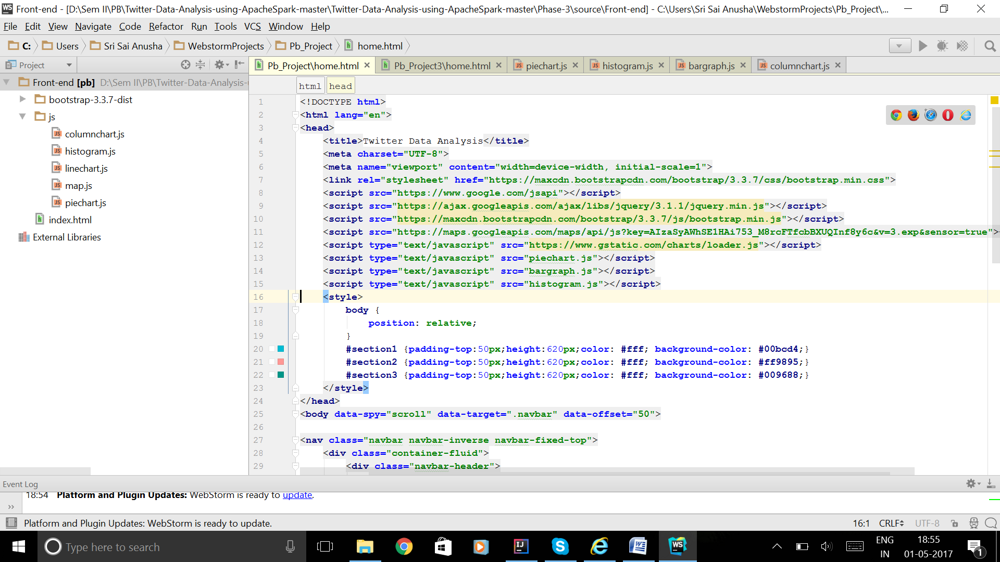 WS Front-end - [D:\Sem II\PB\Twitter-Data-Analysis-using-ApacheSpark-master\Twitter-Data-Analysis-using-ApacheSpark-master\Phase-3\source\Front-end] - C:\Users\Sri Sai Anusha\WebstormProjects\Pb_Project\...
File Edit View Navigate Code Refactor Run Tools VCS Window Help
C: Users Sri Sai Anusha WebstormProjects Pb_Project home.html
Project
Pb_Project\home.html Pb_Project3\home.html piechart.js histogram.js bargraph.js columnchart.js
Front-end [pb] D:\Sem II\PB\Twitter-Data-Analysis-
bootstrap-3.3.7-dist
js
columnchart.js
histogram.js
linechart.js
map.js
piechart.js
index.html
External Libraries
html head
1 <!DOCTYPE html>
2 <html lang="en">
3 <head>
4 <title>Twitter Data Analysis</title>
5 <meta charset="UTF-8">
6 <meta name="viewport" content="width=device-width, initial-scale=1">
7 <link rel="stylesheet" href="https://maxcdn.bootstrapcdn.com/bootstrap/3.3.7/css/bootstrap.min.css">
8 <script src="https://www.google.com/jsapi"></script>
9 <script src="https://ajax.googleapis.com/ajax/libs/jquery/3.1.1/jquery.min.js"></script>
10 <script src="https://maxcdn.bootstrapcdn.com/bootstrap/3.3.7/js/bootstrap.min.js"></script>
11 <script src="https://maps.googleapis.com/maps/api/js?key=AIzaSyAWhSE1HAi753_M8rcFTfcbBXUQInf8y6c&v=3.exp&sensor=true">
12 <script type="text/javascript" src="https://www.gstatic.com/charts/loader.js"></script>
13 <script type="text/javascript" src="piechart.js"></script>
14 <script type="text/javascript" src="bargraph.js"></script>
15 <script type="text/javascript" src="histogram.js"></script>
16 <style>
17 body {
18 position: relative;
19 }
20 #section1 {padding-top:50px;height:620px;color: #fff; background-color: #00bcd4;}
21 #section2 {padding-top:50px;height:620px;color: #fff; background-color: #ff9895;}
22 #section3 {padding-top:50px;height:620px;color: #fff; background-color: #009688;}
23 </style>
24 </head>
25 <body data-spy="scroll" data-target=".navbar" data-offset="50">
26
27 <nav class="navbar navbar-inverse navbar-fixed-top">
28 <div class="container-fluid">
29 <div class="navbar-header">
Event Log
18:54 Platform and Plugin Updates: WebStorm is ready to update.
Platform and Plugin Updates: WebStorm is ready to update. 16:1 CRLF UTF-8
Type here to search
ENG 18:55
IN 01-05-2017 1